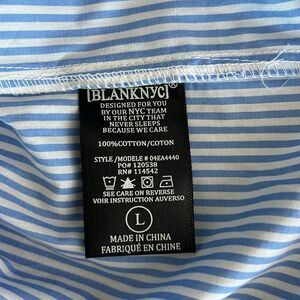 [BLANKNYC]®
DESIGNED FOR YOU
BY OUR NYC TEAM
IN THE CITY THAT
NEVER SLEEPS
BECAUSE WE CARE
100%COTTON/COTON
STYLE/MODELE# 04EA4440
PO# 120538
RN# 114542
SEE CARE ON REVERSE
VOIR INSTRUCTION AUVERSO
L
MADE IN CHINA
FABRIQUÉ EN CHINE